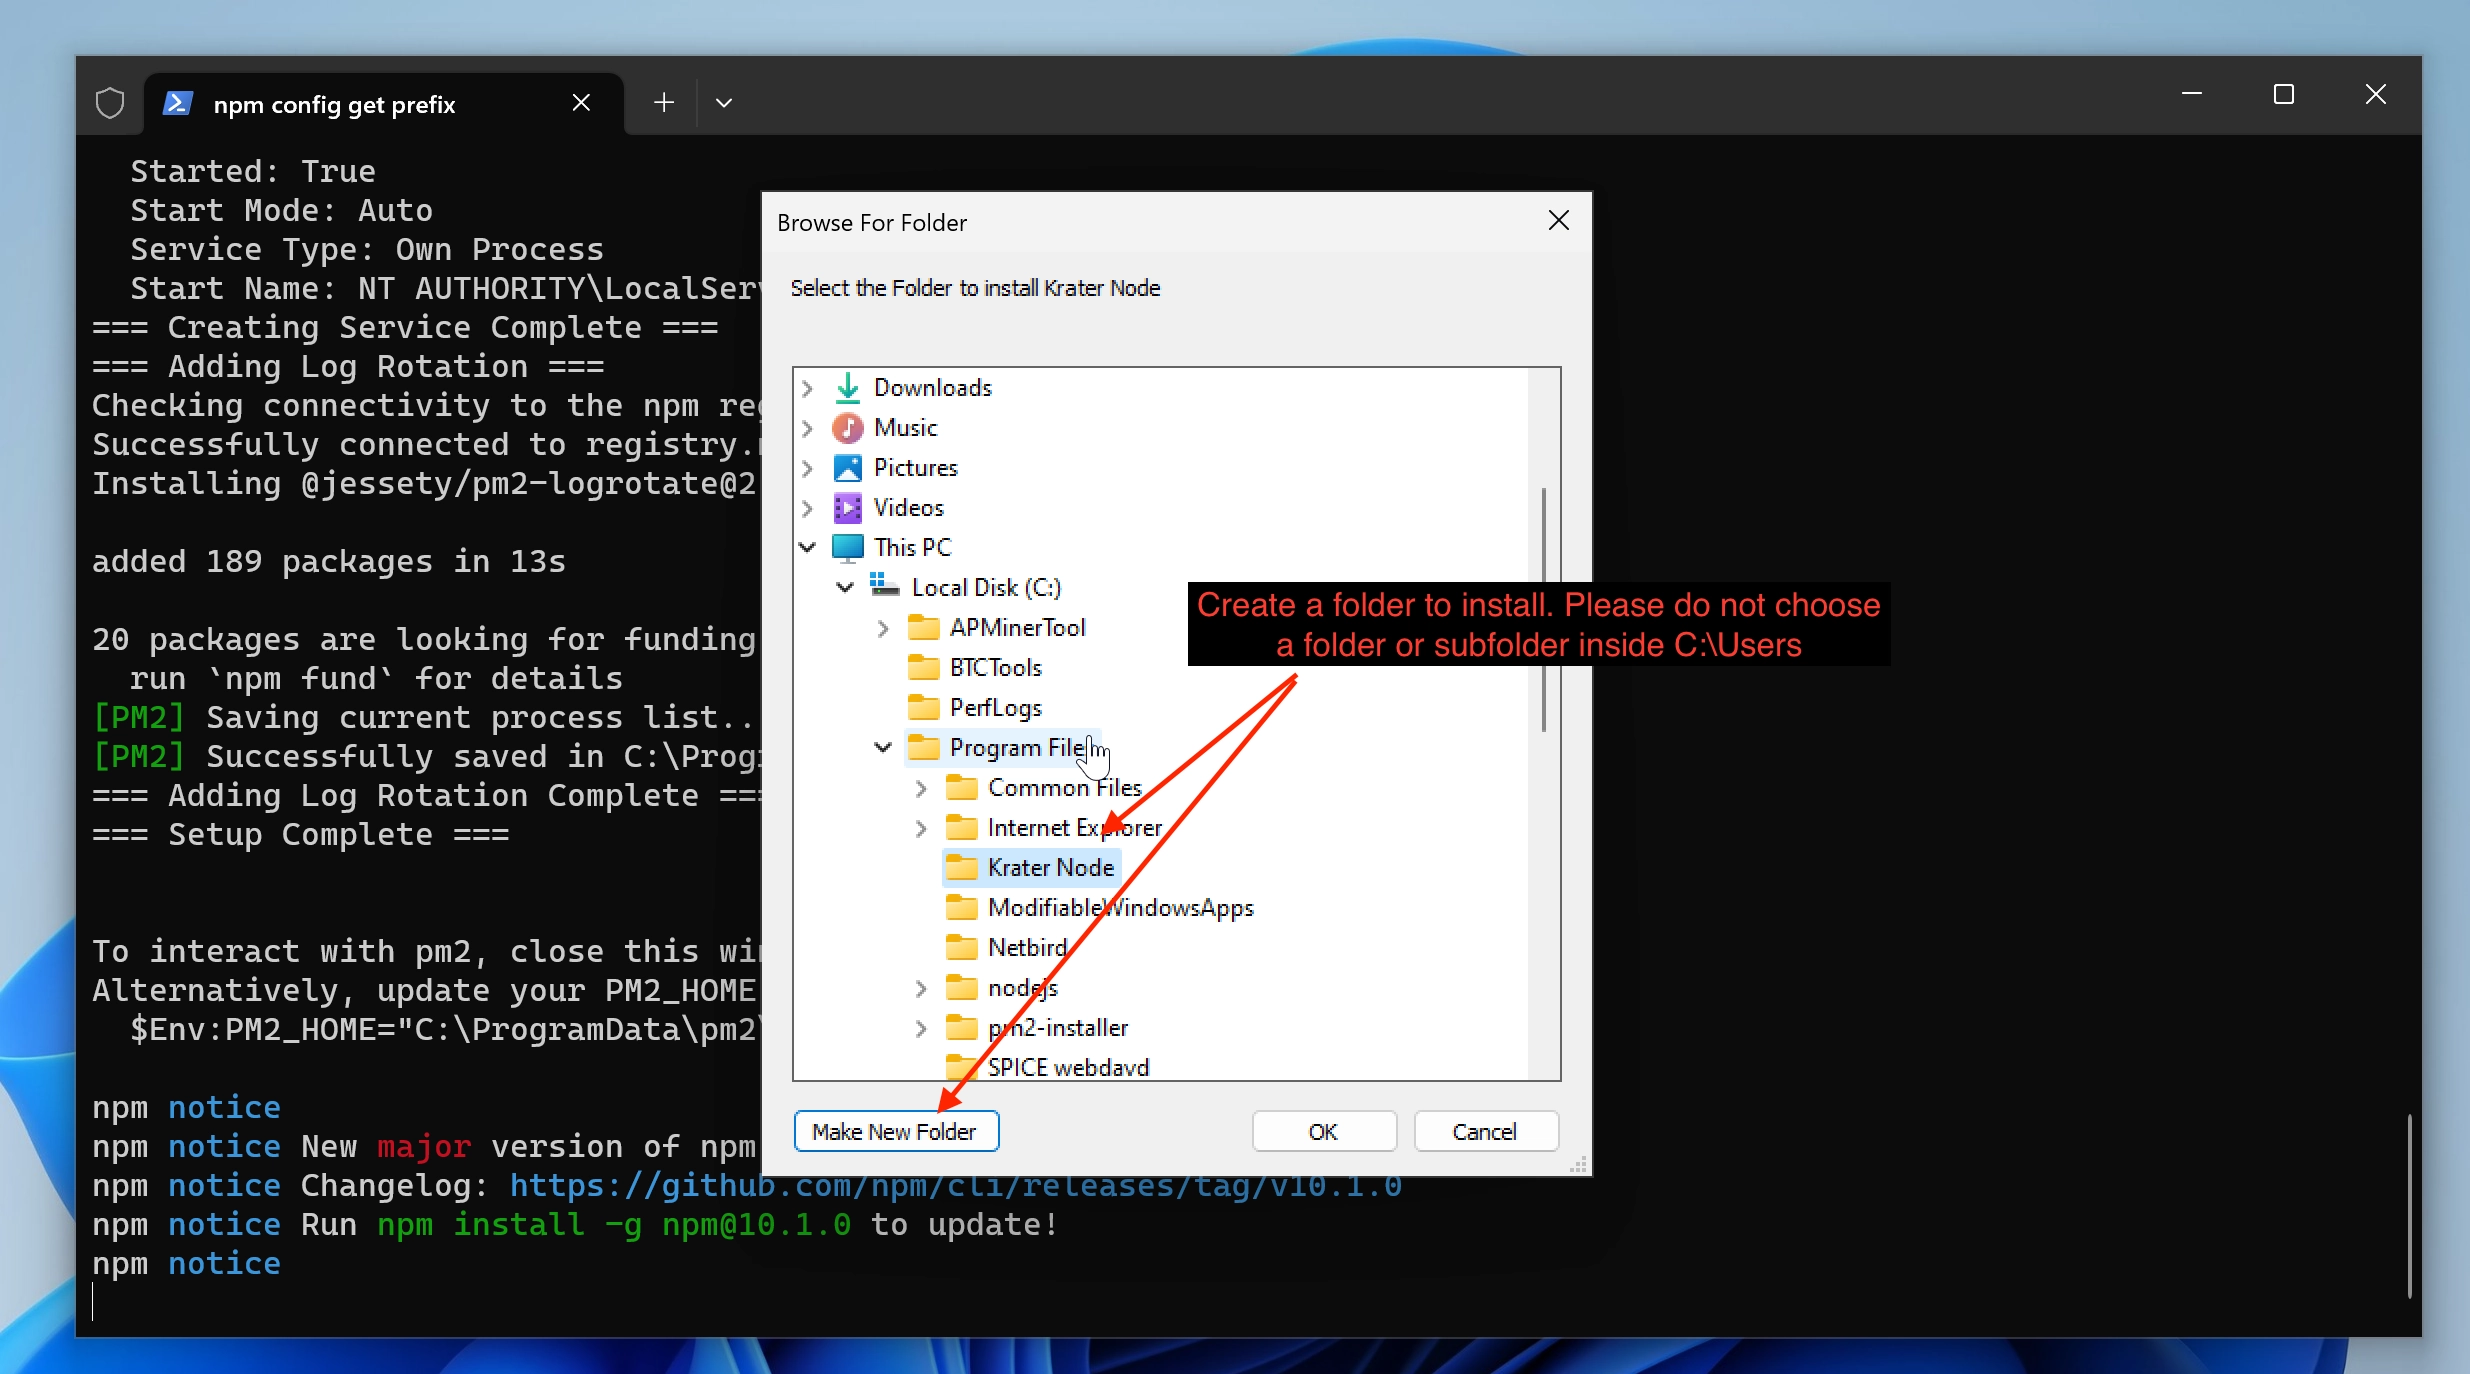 npm config get prefix
Started: True
Start Mode: Auto
Service Type: Own Process
Start Name: NT AUTHORITY\LocalSer
=== Creating Service Complete ===
=== Adding Log Rotation ===
Checking connectivity to the npm re
Successfully connected to registry.
Installing @jessety/pm2-logrotate@2
added 189 packages in 13s
20 packages are looking for funding
run `npm fund` for details
[PM2] Saving current process list..
[PM2] Successfully saved in C:\Prog
=== Adding Log Rotation Complete ===
=== Setup Complete ===
To interact with pm2, close this wi
Alternatively, update your PM2_HOME
$Env:PM2_HOME="C:\ProgramData\pm2
npm notice
npm notice New major version of npm
npm notice Changelog: https://github.com/npm/cli/releases/tag/v10.1.0
npm notice Run npm install -g npm@10.1.0 to update!
npm notice
Browse For Folder
Select the Folder to install Krater Node
Downloads
Music
Pictures
Videos
This PC
Local Disk (C:)
APMinerTool
BTCTools
PerfLogs
Program File
Common Files
Internet Explorer
Krater Node
ModifiableWindowsApps
Netbird
nodejs
pm2-installer
SPICE webdavd
Make New Folder
OK
Cancel
Create a folder to install. Please do not choose
a folder or subfolder inside C:\Users